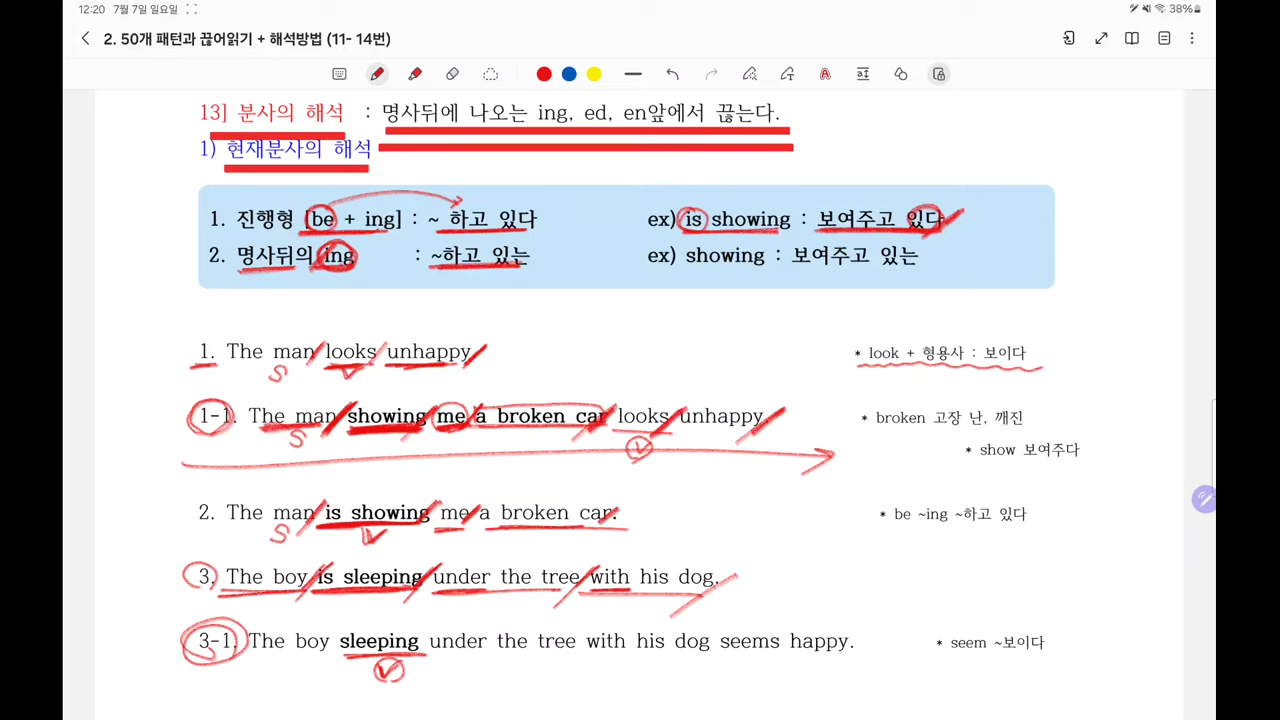 12:20 7월 7일 일요일 38%
2. 50개 패턴과 끊어읽기 + 해석방법 (11- 14번)
13] 분사의 해석 : 명사뒤에 나오는 ing, ed, en앞에서 끊는다.
1) 현재분사의 해석
1. 진행형 [be + ing] : ~ 하고 있다 ex) is showing : 보여주고 있다
2. 명사뒤의 ing : ~하고 있는 ex) showing : 보여주고 있는
1. The man looks unhappy. * look + 형용사 : 보이다
S V
1-1. The man showing me a broken car looks unhappy. * broken 고장 난, 깨진
S V * show 보여주다
2. The man is showing me a broken car. * be ~ing ~하고 있다
S V
3. The boy is sleeping under the tree with his dog.
3-1. The boy sleeping under the tree with his dog seems happy. * seem ~보이다
V